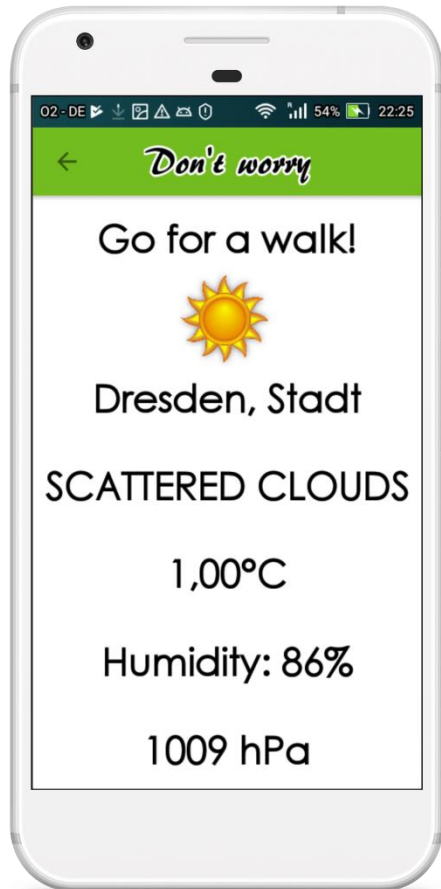 O2 - DE 54% 22:25
Don't worry
Go for a walk!
Dresden, Stadt
SCATTERED CLOUDS
1,00°C
Humidity: 86%
1009 hPa